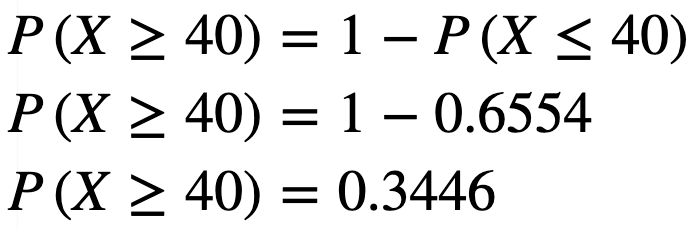 P(X ≥ 40) = 1 − P(X ≤ 40)
P(X ≥ 40) = 1 − 0.6554
P(X ≥ 40) = 0.3446